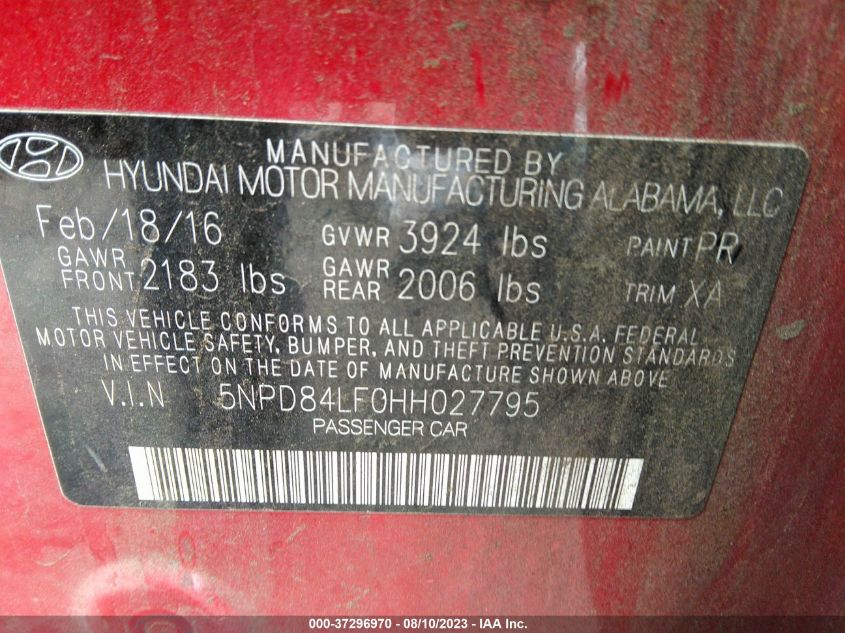 MANUFACTURED BY
HYUNDAI MOTOR MANUFACTURING ALABAMA, LLC
Feb/18/16 GVWR 3924 lbs PAINT PR
GAWR FRONT 2183 lbs GAWR REAR 2006 lbs TRIM XA
THIS VEHICLE CONFORMS TO ALL APPLICABLE U.S.A. FEDERAL
MOTOR VEHICLE SAFETY, BUMPER, AND THEFT PREVENTION STANDARDS
IN EFFECT ON THE DATE OF MANUFACTURE SHOWN ABOVE
V.I.N 5NPD84LF0HH027795
PASSENGER CAR
000-37296970 - 08/10/2023 - IAA Inc.